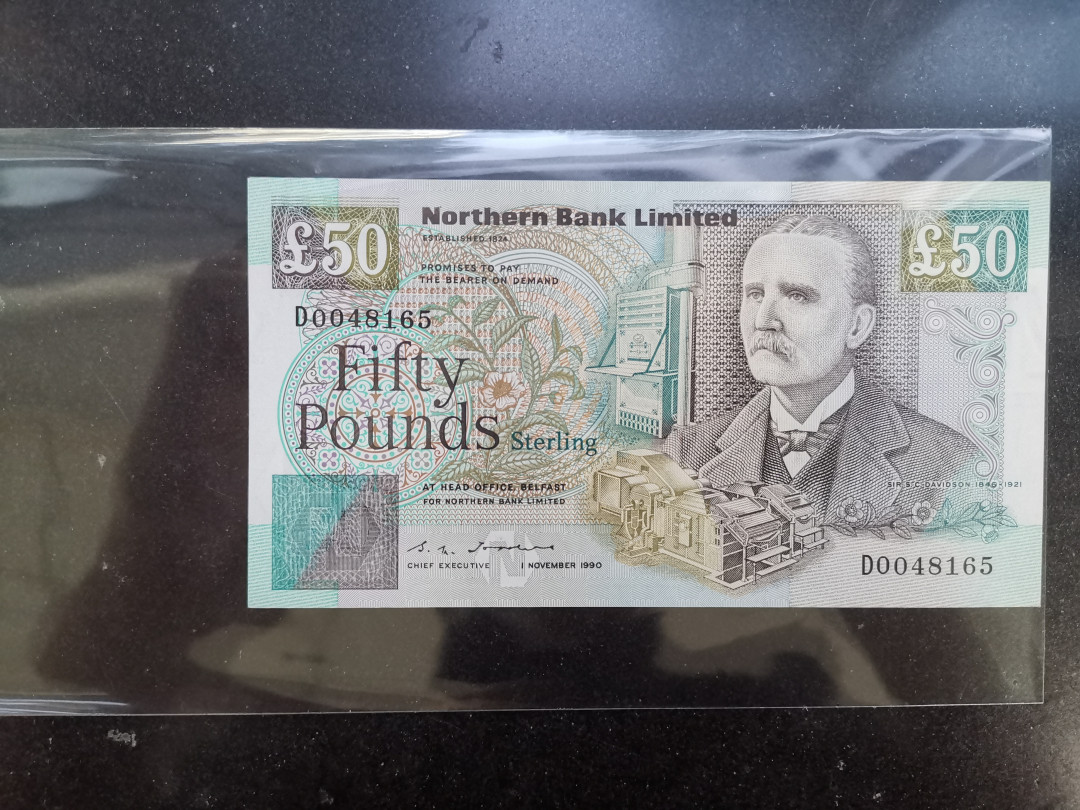 Northern Bank Limited
ESTABLISHED 1824
£50
£50
PROMISES TO PAY
THE BEARER ON DEMAND
D0048165
Fifty
Pounds Sterling
AT HEAD OFFICE, BELFAST
FOR NORTHERN BANK LIMITED
SIR S C DAVIDSON 1846-1921
CHIEF EXECUTIVE 1 NOVEMBER 1990
D0048165